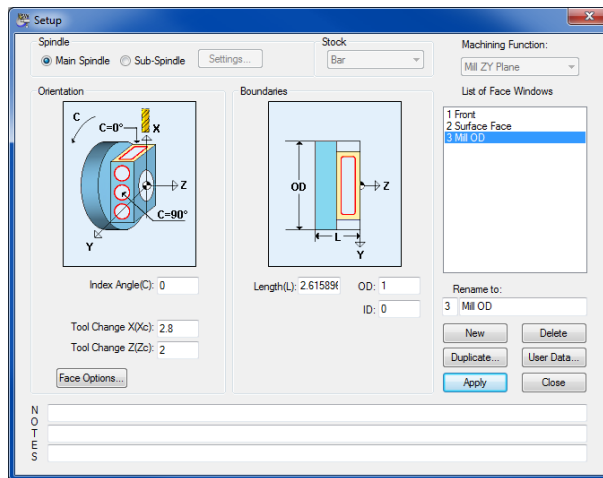 Setup
Spindle
Main Spindle
Sub-Spindle
Settings...
Stock
Bar
Machining Function:
Mill ZY Plane
Orientation
C
C=0°
X
Z
C=90°
Y
Index Angle(C): 0
Tool Change X(Xc): 2.8
Tool Change Z(Zc): 2
Face Options...
Boundaries
OD
Z
L
Y
Length(L): 2.615896
OD: 1
ID: 0
List of Face Windows
1 Front
2 Surface Face
3 Mill OD
Rename to:
3 Mill OD
New
Delete
Duplicate...
User Data...
Apply
Close
N
O
T
E
S